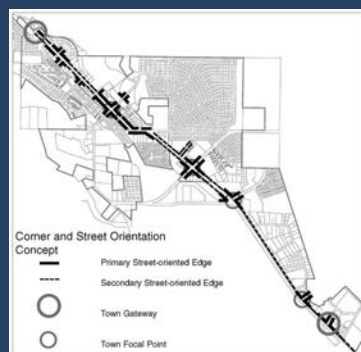 Corner and Street Orientation
Concept
Primary Street-oriented Edge
Secondary Street-oriented Edge
Town Gateway
Town Focal Point